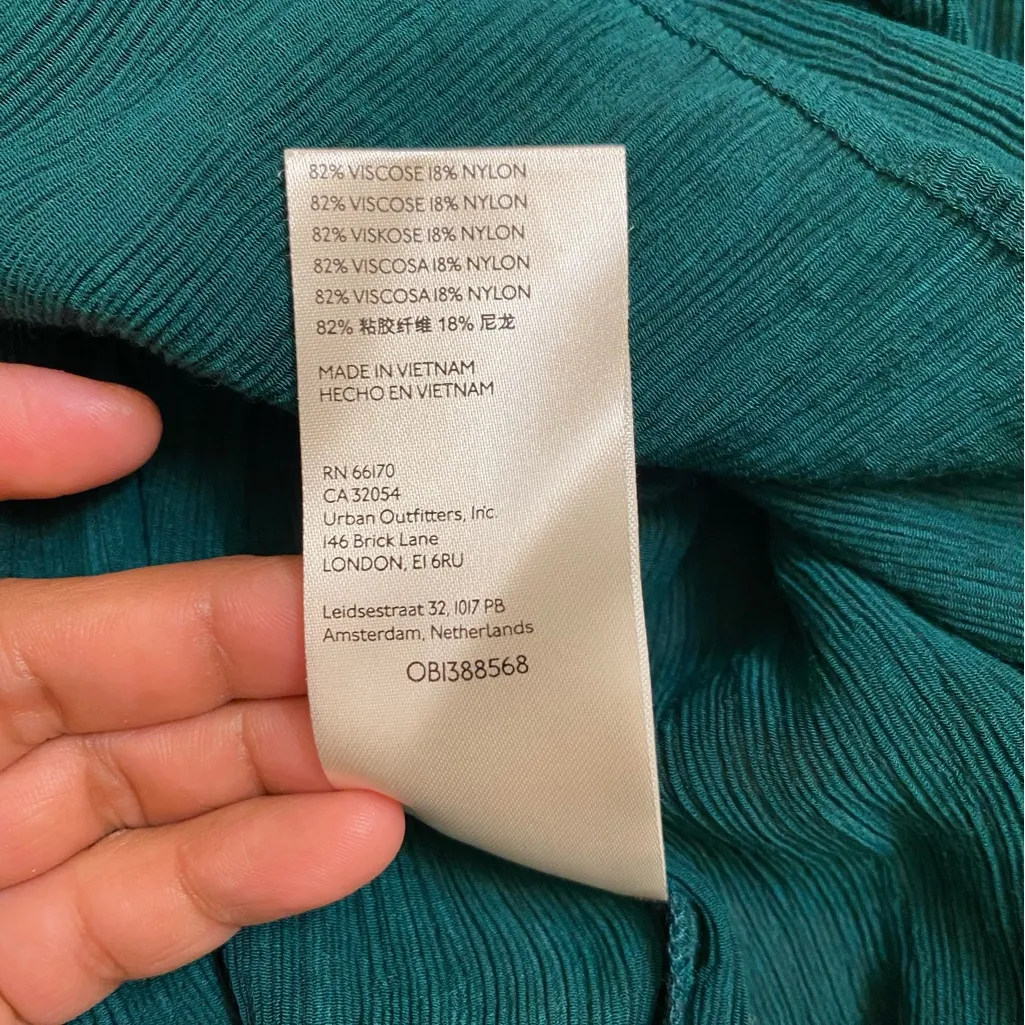 82% VISCOSE 18% NYLON
82% VISCOSE 18% NYLON
82% VISKOSE 18% NYLON
82% VISCOSA 18% NYLON
82% VISCOSA 18% NYLON
82% 粘胶纤维 18% 尼龙
MADE IN VIETNAM
HECHO EN VIETNAM
RN 66170
CA 32054
Urban Outfitters, Inc.
146 Brick Lane
LONDON, E1 6RU
Leidsestraat 32, 1017 PB
Amsterdam, Netherlands
OB1388568